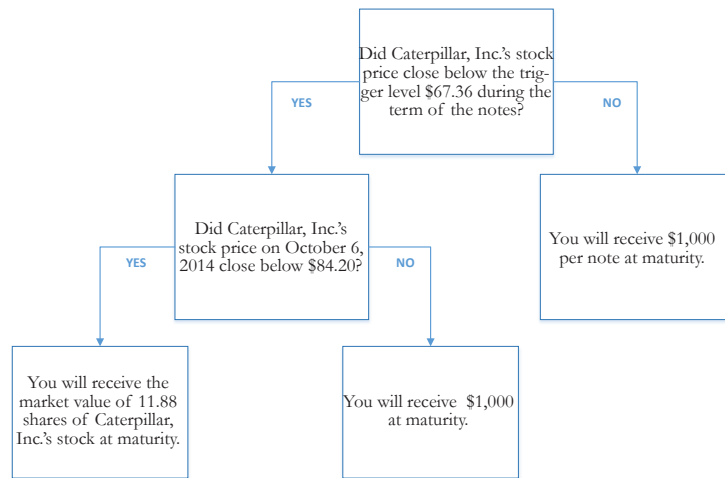 Did Caterpillar, Inc.'s stock
price close below the trig-
ger level $67.36 during the
term of the notes?
YES
NO
Did Caterpillar, Inc.'s
stock price on October 6,
2014 close below $84.20?
You will receive $1,000
per note at maturity.
YES
NO
You will receive the
market value of 11.88
shares of Caterpillar,
Inc.'s stock at maturity.
You will receive $1,000
at maturity.